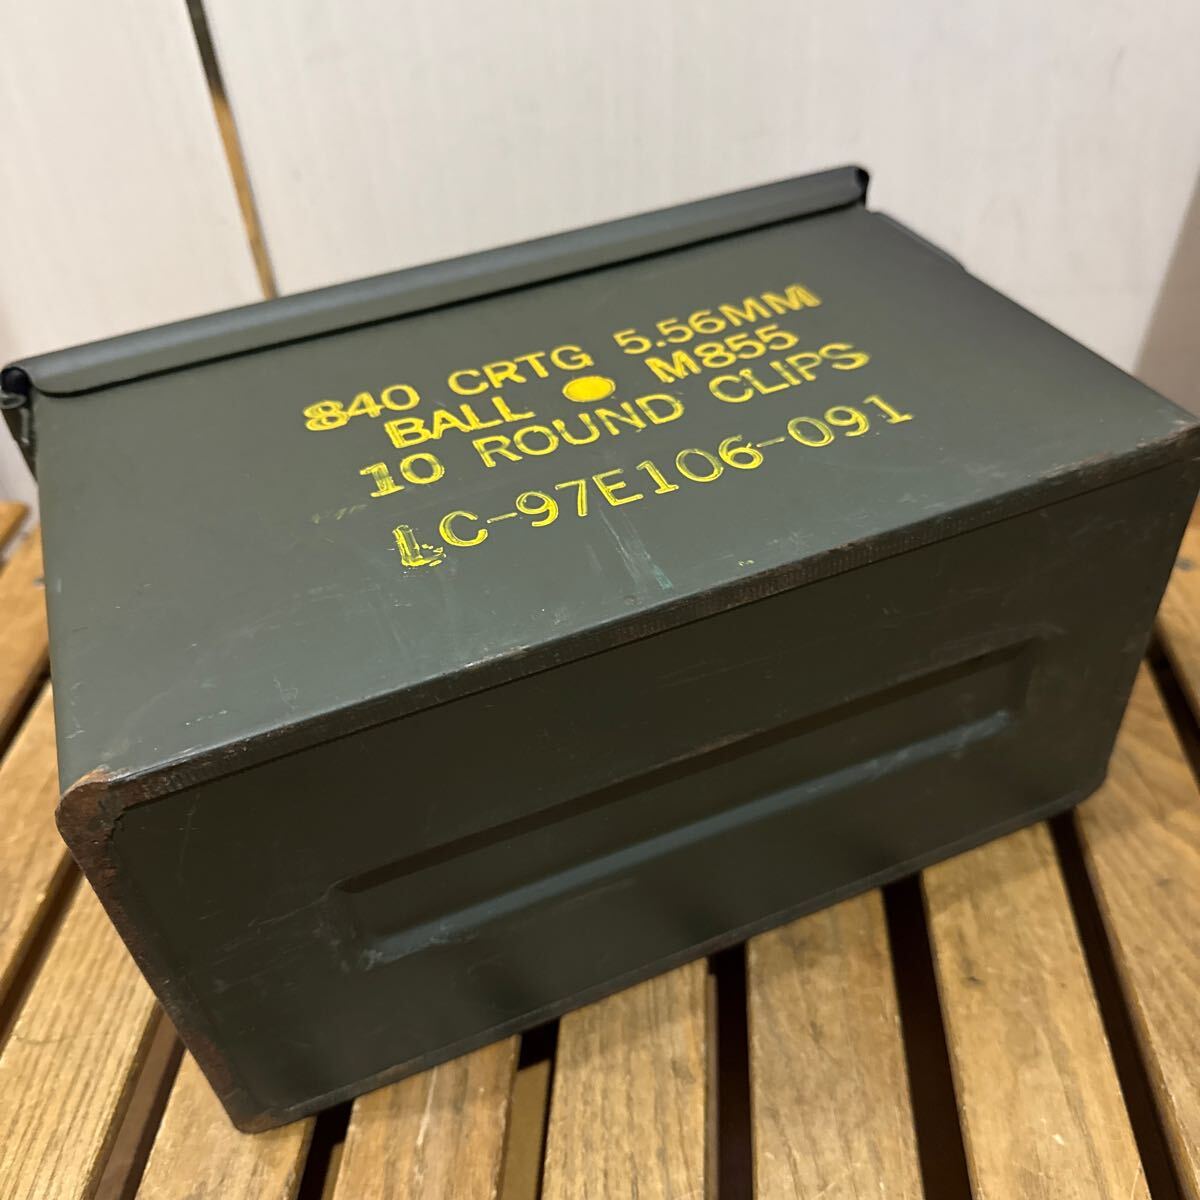 840 CRTG 5.56MM
BALL M855
10 ROUND CLIPS
LC-97E106-091